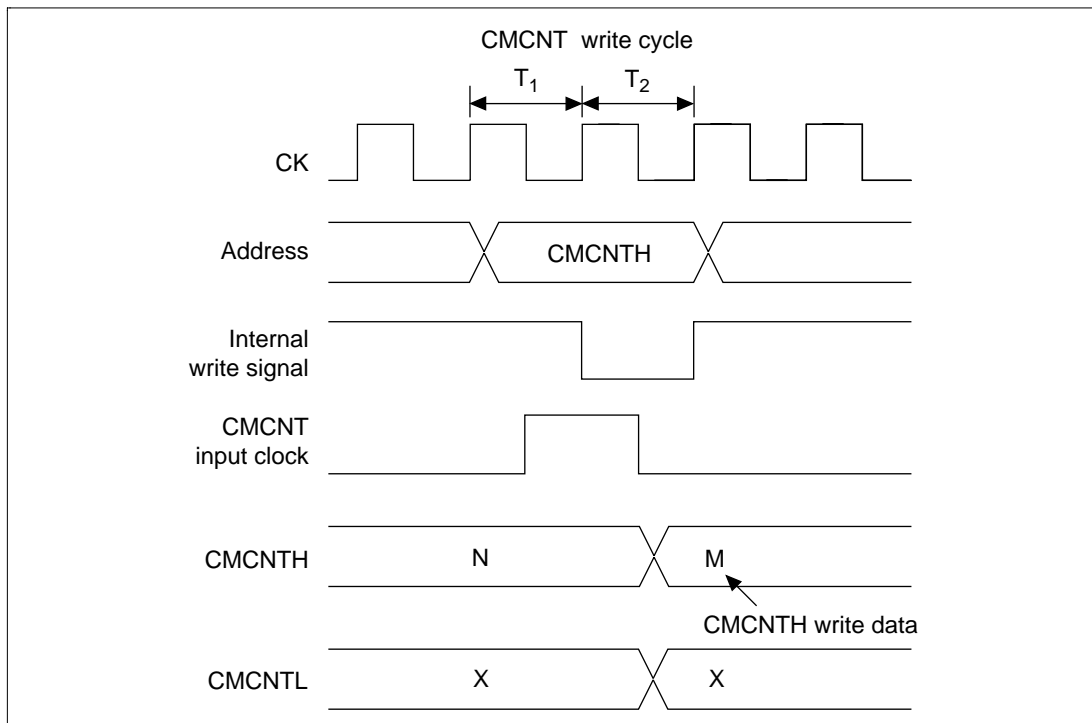 CMCNT write cycle
T1 T2
CK
Address
CMCNTH
Internal
write signal
CMCNT
input clock
CMCNTH
N
M
CMCNTH write data
CMCNTL
X
X